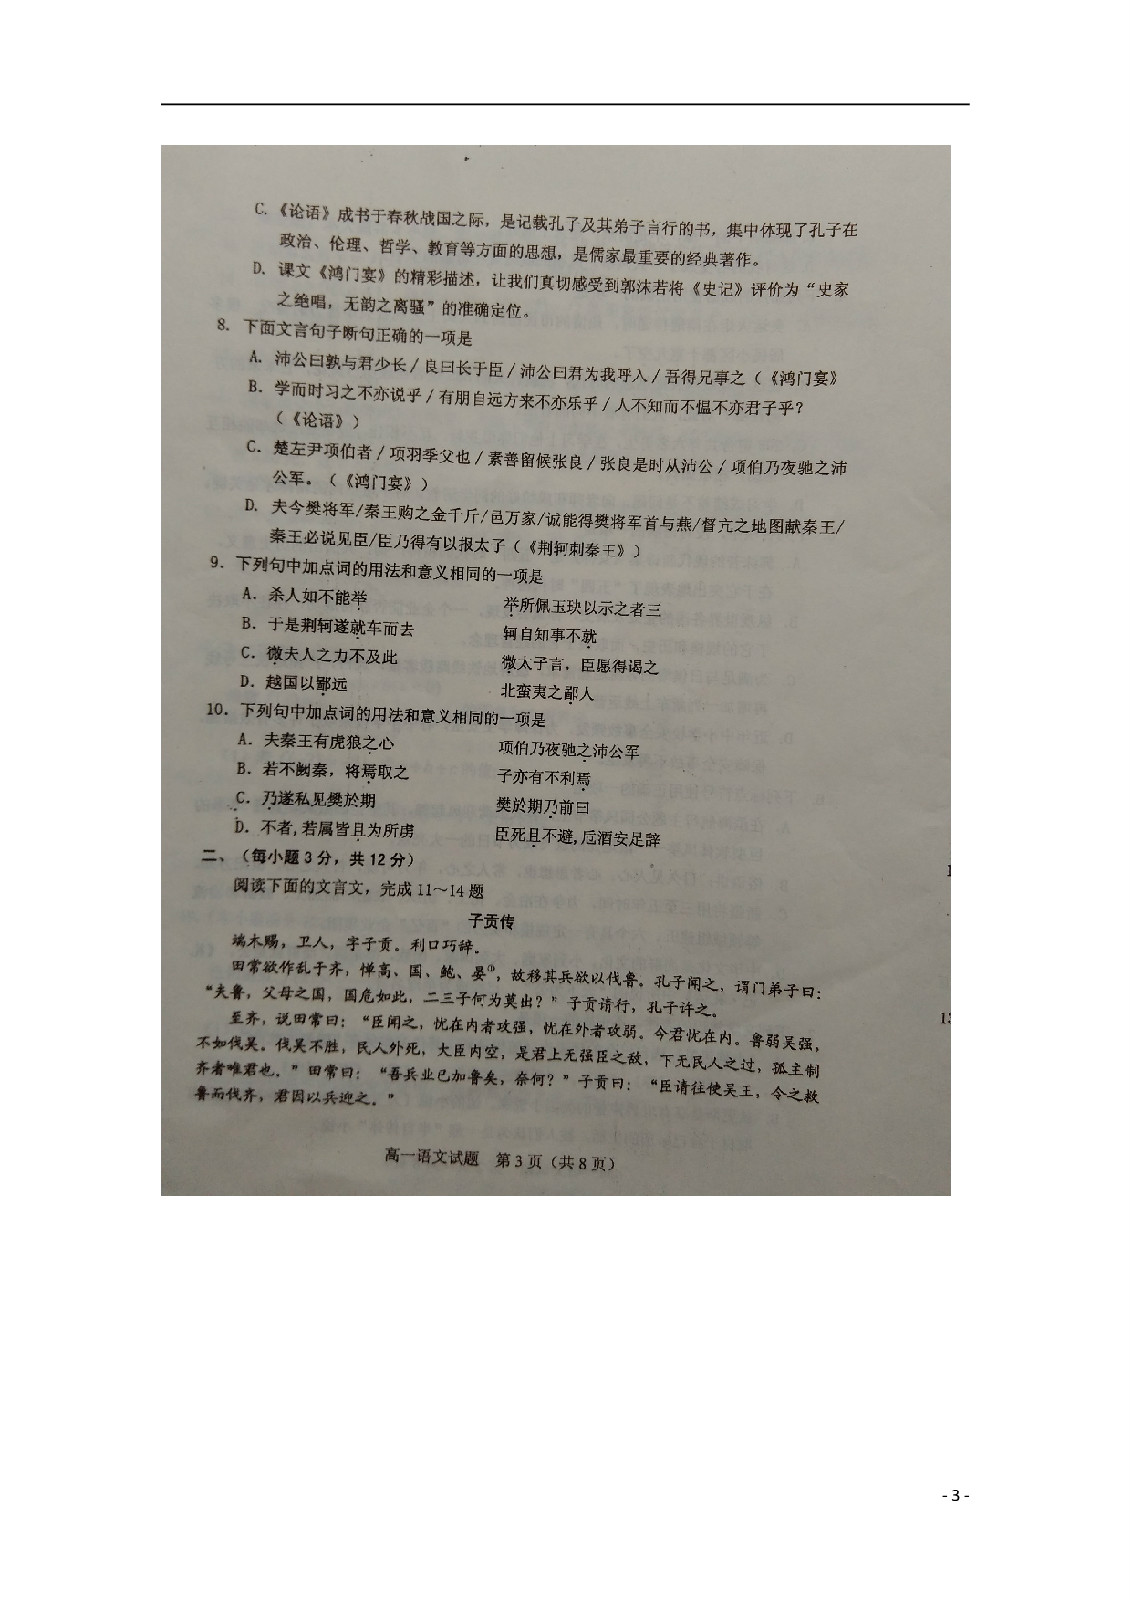 C. 《论语》成书于春秋战国之际，是记载孔子及其弟子言行的书，集中体现了孔子在
政治、伦理、哲学、教育等方面的思想，是儒家最重要的经典著作。
D. 课文《鸿门宴》的精彩描述，让我们真切感受到郭沫若将《史记》评价为“史家
之绝唱，无韵之离骚”的准确定位。
8. 下面文言句子断句正确的一项是
A. 沛公曰孰与君少长/良曰长于臣/沛公曰君为我呼入/吾得兄事之（《鸿门宴》
B. 学而时习之不亦说乎/有朋自远方来不亦乐乎/人不知而不愠不亦君子乎？
（《论语》）
C. 楚左尹项伯者/项羽季父也/素善留候张良/张良是时从沛公/项伯乃夜驰之沛
公军。（《鸿门宴》）
D. 夫今樊将军/秦王购之金千斤/邑万家/诚能得樊将军首与燕/督亢之地图献秦王/
秦王必说见臣/臣乃得有以报太子（《荆轲刺秦王》）
9. 下列句中加点词的用法和意义相同的一项是
A. 杀人如不能举 举所佩玉玦以示之者三
B. 于是荆轲遂就车而去 轲自知事不就
C. 微夫人之力不及此 微太子言，臣愿得谒之
D. 越国以鄙远 北蛮夷之鄙人
10. 下列句中加点词的用法和意义相同的一项是
A. 夫秦王有虎狼之心 项伯乃夜驰之沛公军
B. 若不阙秦，将焉取之 子亦有不利焉
C. 乃遂私见樊於期 樊於期乃前曰
D. 不者,若属皆且为所虏 臣死且不避,卮酒安足辞
二、（每小题3分，共12分）
阅读下面的文言文，完成11～14题
子贡传
端木赐，卫人，字子贡。利口巧辞。
田常欲作乱于齐，惮高、国、鲍、晏①，故移其兵欲以伐鲁。孔子闻之，谓门弟子曰：
“夫鲁，父母之国，国危如此，二三子何为莫出？”子贡请行，孔子许之。
至齐，说田常曰：“臣闻之，忧在内者攻强，忧在外者攻弱。今君忧在内。鲁弱吴强，
不如伐吴。伐吴不胜，民人外死，大臣内空，是君上无强臣之敌，下无民人之过，孤主制
齐者唯君也。”田常曰：“吾兵业已加鲁矣，奈何？”子贡曰：“臣请往使吴王，令之救
鲁而伐齐，君因以兵迎之。”
高一语文试题 第3页（共8页）
- 3 -